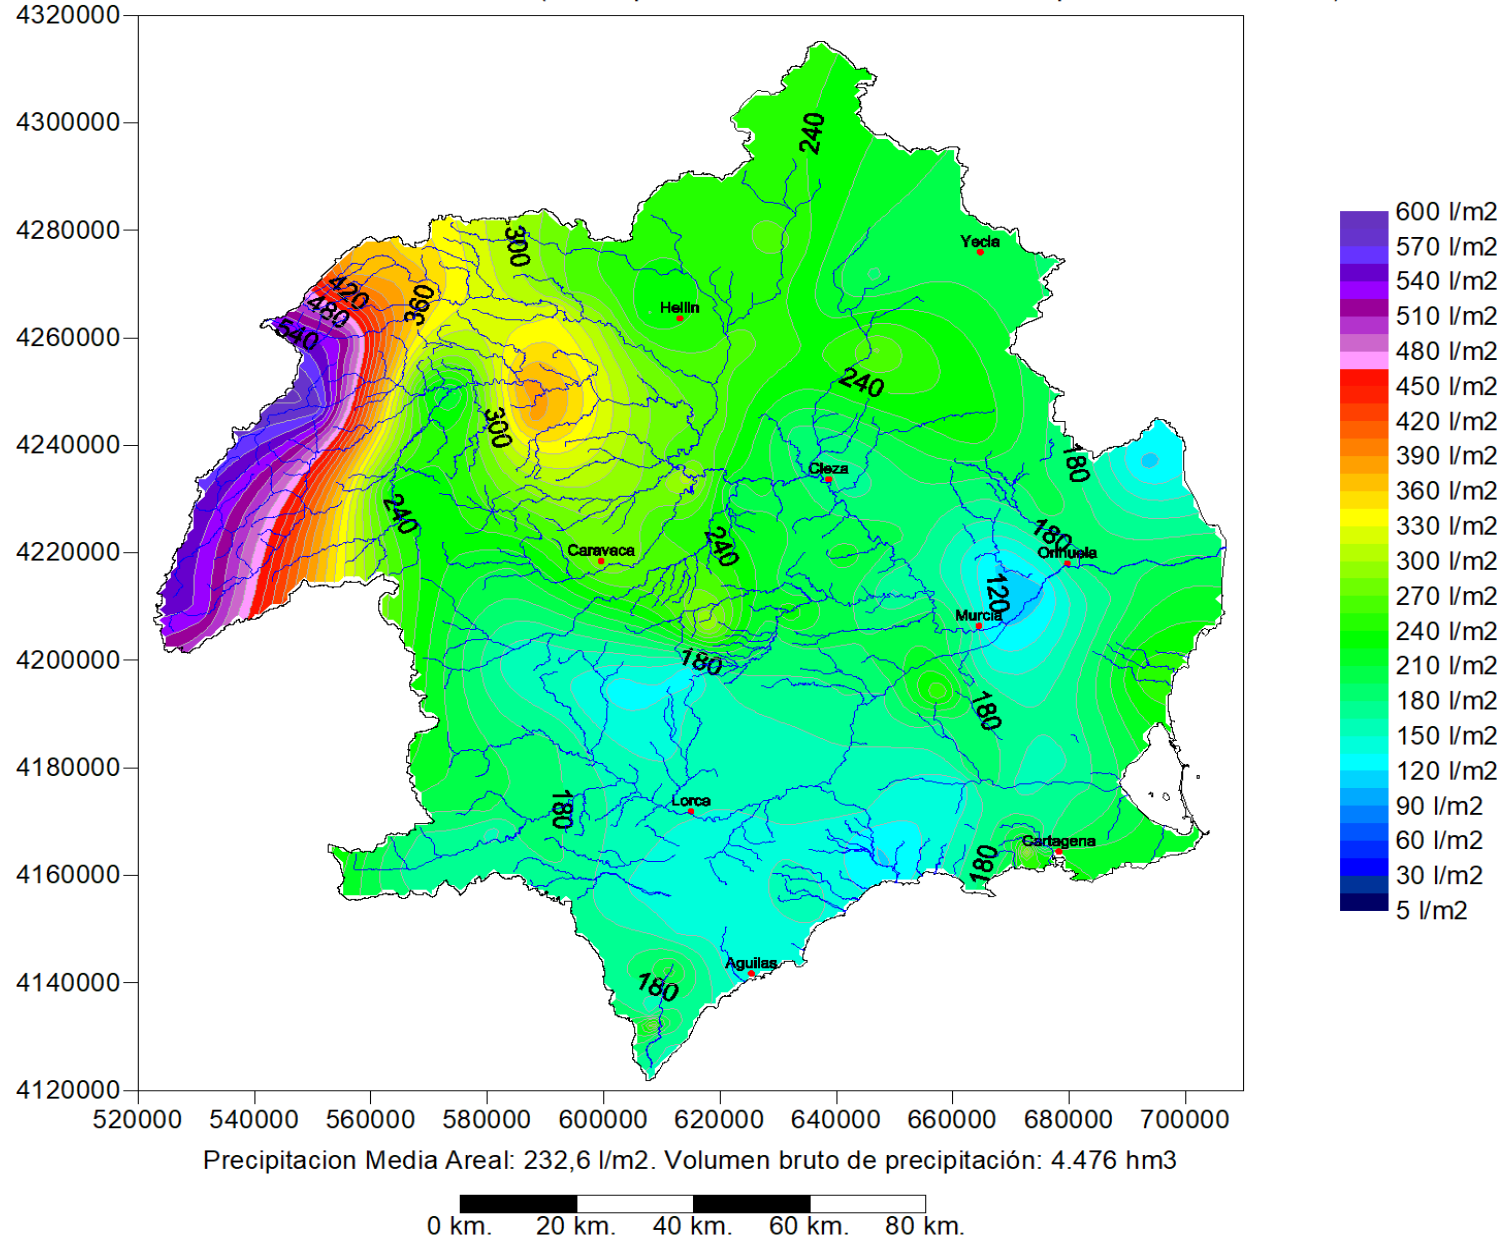 4320000
4300000
4280000
4260000
4240000
4220000
4200000
4180000
4160000
4140000
4120000
520000 540000 560000 580000 600000 620000 640000 660000 680000 700000
240
300
420
480
540
360
Yecla
Hellin
240
300
240
Cieza
180
240
Caravaca
180
Orihuela
120
Murcia
180
180
180
Lorca
180
Cartagena
Aguilas
180
600 l/m2
570 l/m2
540 l/m2
510 l/m2
480 l/m2
450 l/m2
420 l/m2
390 l/m2
360 l/m2
330 l/m2
300 l/m2
270 l/m2
240 l/m2
210 l/m2
180 l/m2
150 l/m2
120 l/m2
90 l/m2
60 l/m2
30 l/m2
5 l/m2
Precipitacion Media Areal: 232,6 l/m2. Volumen bruto de precipitación: 4.476 hm3
0 km. 20 km. 40 km. 60 km. 80 km.